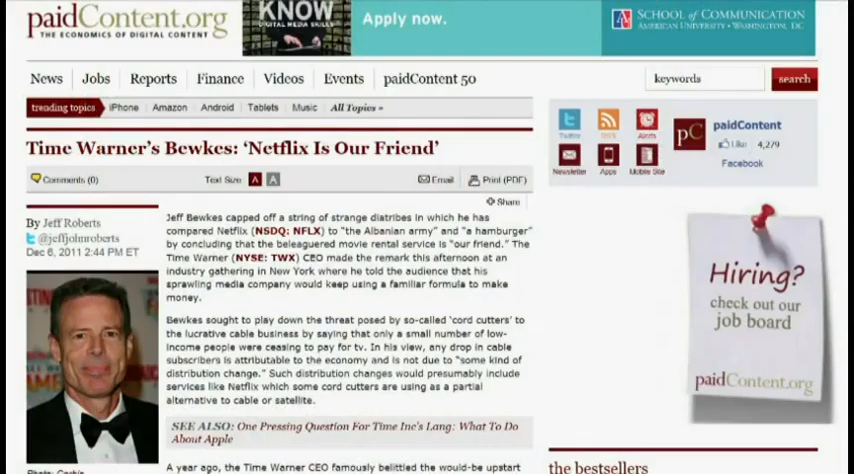 paidContent.org
THE ECONOMICS OF DIGITAL CONTENT
KNOW
DIGITAL MEDIA SKILLS
Apply now.
SCHOOL of COMMUNICATION
AMERICAN UNIVERSITY • WASHINGTON, DC
News Jobs Reports Finance Videos Events paidContent 50
keywords search
trending topics iPhone Amazon Android Tablets Music All Topics »
Time Warner's Bewkes: 'Netflix Is Our Friend'
Comments (0) Text Size A A Email Print (PDF)
Share
By Jeff Roberts
@jeffjohnroberts
Dec 6, 2011 2:44 PM ET
Jeff Bewkes capped off a string of strange diatribes in which he has
compared Netflix (NSDQ: NFLX) to "the Albanian army" and "a hamburger"
by concluding that the beleaguered movie rental service is "our friend." The
Time Warner (NYSE: TWX) CEO made the remark this afternoon at an
industry gathering in New York where he told the audience that his
sprawling media company would keep using a familiar formula to make
money.
Bewkes sought to play down the threat posed by so-called 'cord cutters' to
the lucrative cable business by saying that only a small number of low-
income people were ceasing to pay for tv. In his view, any drop in cable
subscribers is attributable to the economy and is not due to "some kind of
distribution change." Such distribution changes would presumably include
services like Netflix which some cord cutters are using as a partial
alternative to cable or satellite.
SEE ALSO: One Pressing Question For Time Inc's Lang: What To Do
About Apple
A year ago, the Time Warner CEO famously belittled the would-be upstart
Twitter RSS Alerts
Newsletter Apps Mobile Site
pC
paidContent
Like 4,279
Facebook
Hiring?
check out our
job board
paidContent.org
the bestsellers